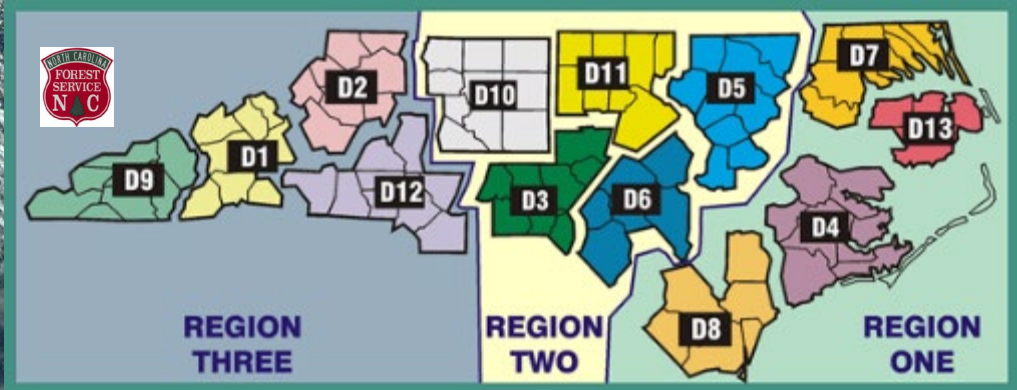 NORTH CAROLINA
FOREST
SERVICE
N C
D2
D10
D11
D5
D7
D13
D9
D1
D12
D3
D6
D4
D8
REGION
THREE
REGION
TWO
REGION
ONE